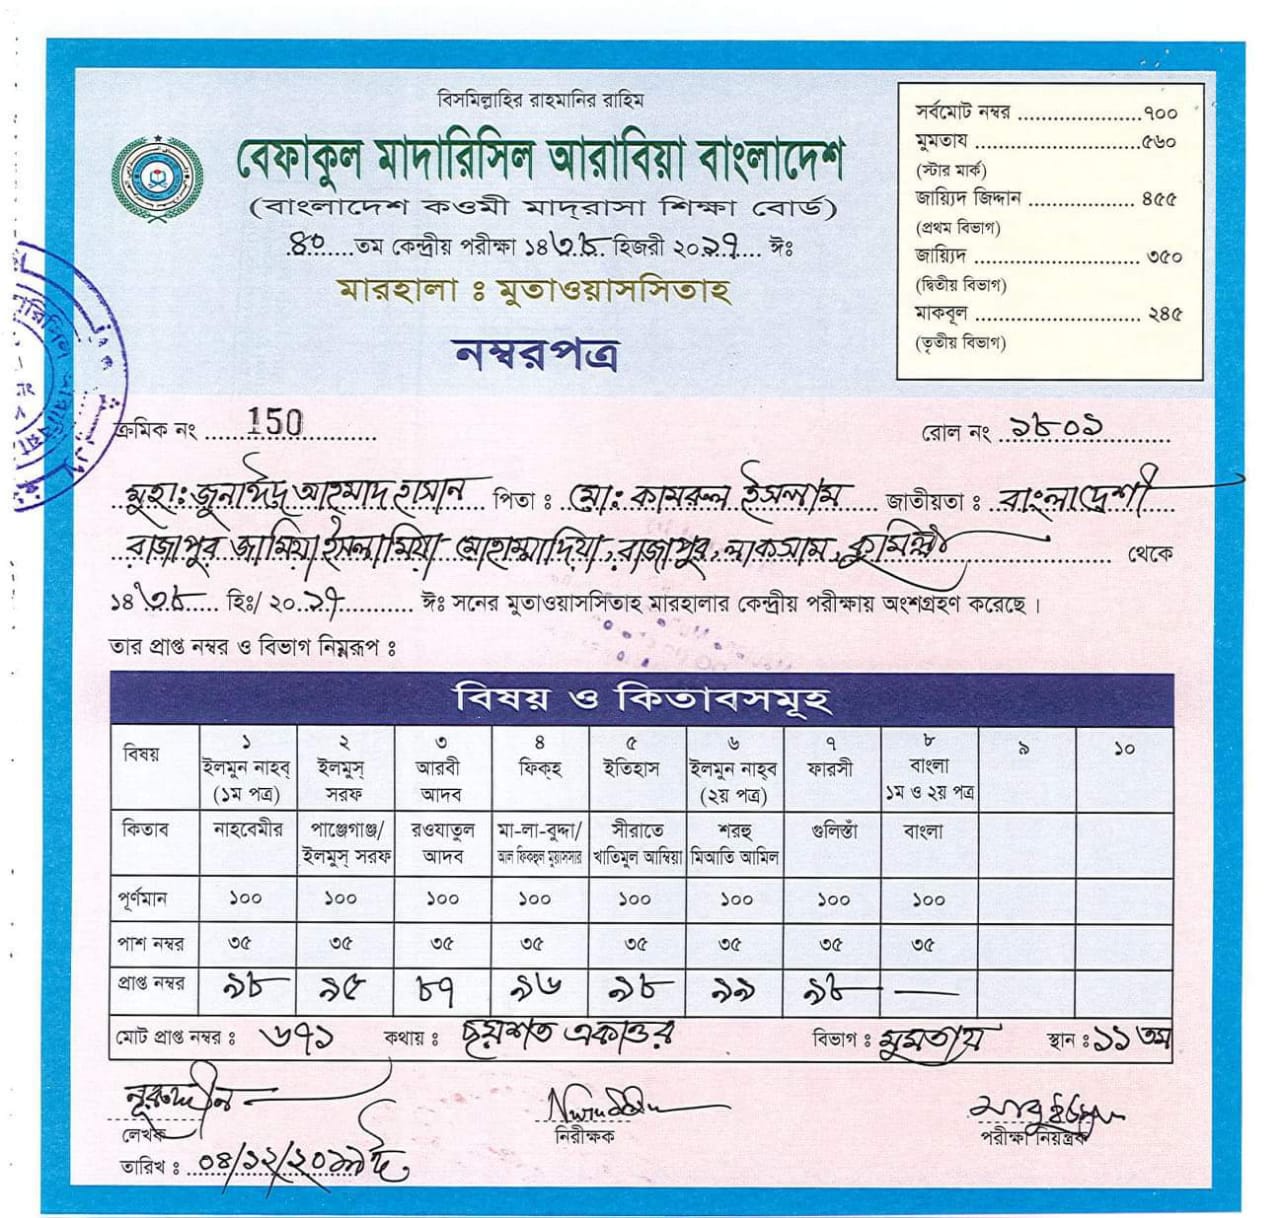 বিসমিল্লাহির রাহমানির রাহিম
বেফাকুল মাদারিসিল আরাবিয়া বাংলাদেশ
(বাংলাদেশ কওমী মাদ্‌রাসা শিক্ষা বোর্ড)
৪০ তম কেন্দ্রীয় পরীক্ষা ১৪৩৮ হিজরী ২০১৭ ঈঃ
মারহালা ঃ মুতাওয়াসসিতাহ
নম্বরপত্র
সর্বমোট নম্বর .....................৭০০
মুমতায ............................৫৬০
(স্টার মার্ক)
জায়্যিদ জিদ্দান .................. ৪৫৫
(প্রথম বিভাগ)
জায়্যিদ ............................ ৩৫০
(দ্বিতীয় বিভাগ)
মাকবূল ............................ ২৪৫
(তৃতীয় বিভাগ)
ক্রমিক নং 150 রোল নং ১৮০১
মুহা: জুনাঈদ আহমাদ হাসান পিতা ঃ মো: কামরুল ইসলাম জাতীয়তা ঃ বাংলাদেশী
রাজাপুর জামিয়া ইসলামিয়া মোহাম্মাদিয়া, রাজাপুর, লাকসাম, কুমিল্লা থেকে
১৪৩৮ হিঃ/ ২০১৭ ঈঃ সনের মুতাওয়াসসিতাহ মারহালার কেন্দ্রীয় পরীক্ষায় অংশগ্রহণ করেছে।
তার প্রাপ্ত নম্বর ও বিভাগ নিম্নরূপ ঃ
বিষয় ও কিতাবসমূহ
বিষয় ১ ইলমুন নাহব্ (১ম পত্র) ২ ইলমুস্ সরফ ৩ আরবী আদব ৪ ফিক্‌হ ৫ ইতিহাস ৬ ইলমুন নাহ্‌ব (২য় পত্র) ৭ ফারসী ৮ বাংলা ১ম ও ২য় পত্র ৯ ১০
কিতাব নাহবেমীর পাঞ্জেগাঞ্জ/ ইলমুস্ সরফ রওযাতুল আদব মা-লা-বুদ্দা/ আল ফিকহুল মুয়াসসার সীরাতে খাতিমুল আম্বিয়া শরহু মিআতি আমিল গুলিস্তাঁ বাংলা
পূর্ণমান ১০০ ১০০ ১০০ ১০০ ১০০ ১০০ ১০০ ১০০
পাশ নম্বর ৩৫ ৩৫ ৩৫ ৩৫ ৩৫ ৩৫ ৩৫ ৩৫
প্রাপ্ত নম্বর ৯৮ ৯৫ ৮৭ ৯৬ ৯৮ ৯৯ ৯৮ —
মোট প্রাপ্ত নম্বর ঃ ৬৭১ কথায় ঃ ছয়শত একাত্তর বিভাগ ঃ মুমতায স্থান ঃ ১১ তম
লেখক নিরীক্ষক পরীক্ষা নিয়ন্ত্রক
তারিখ ঃ ০৪/১২/২০১৯ ঈ